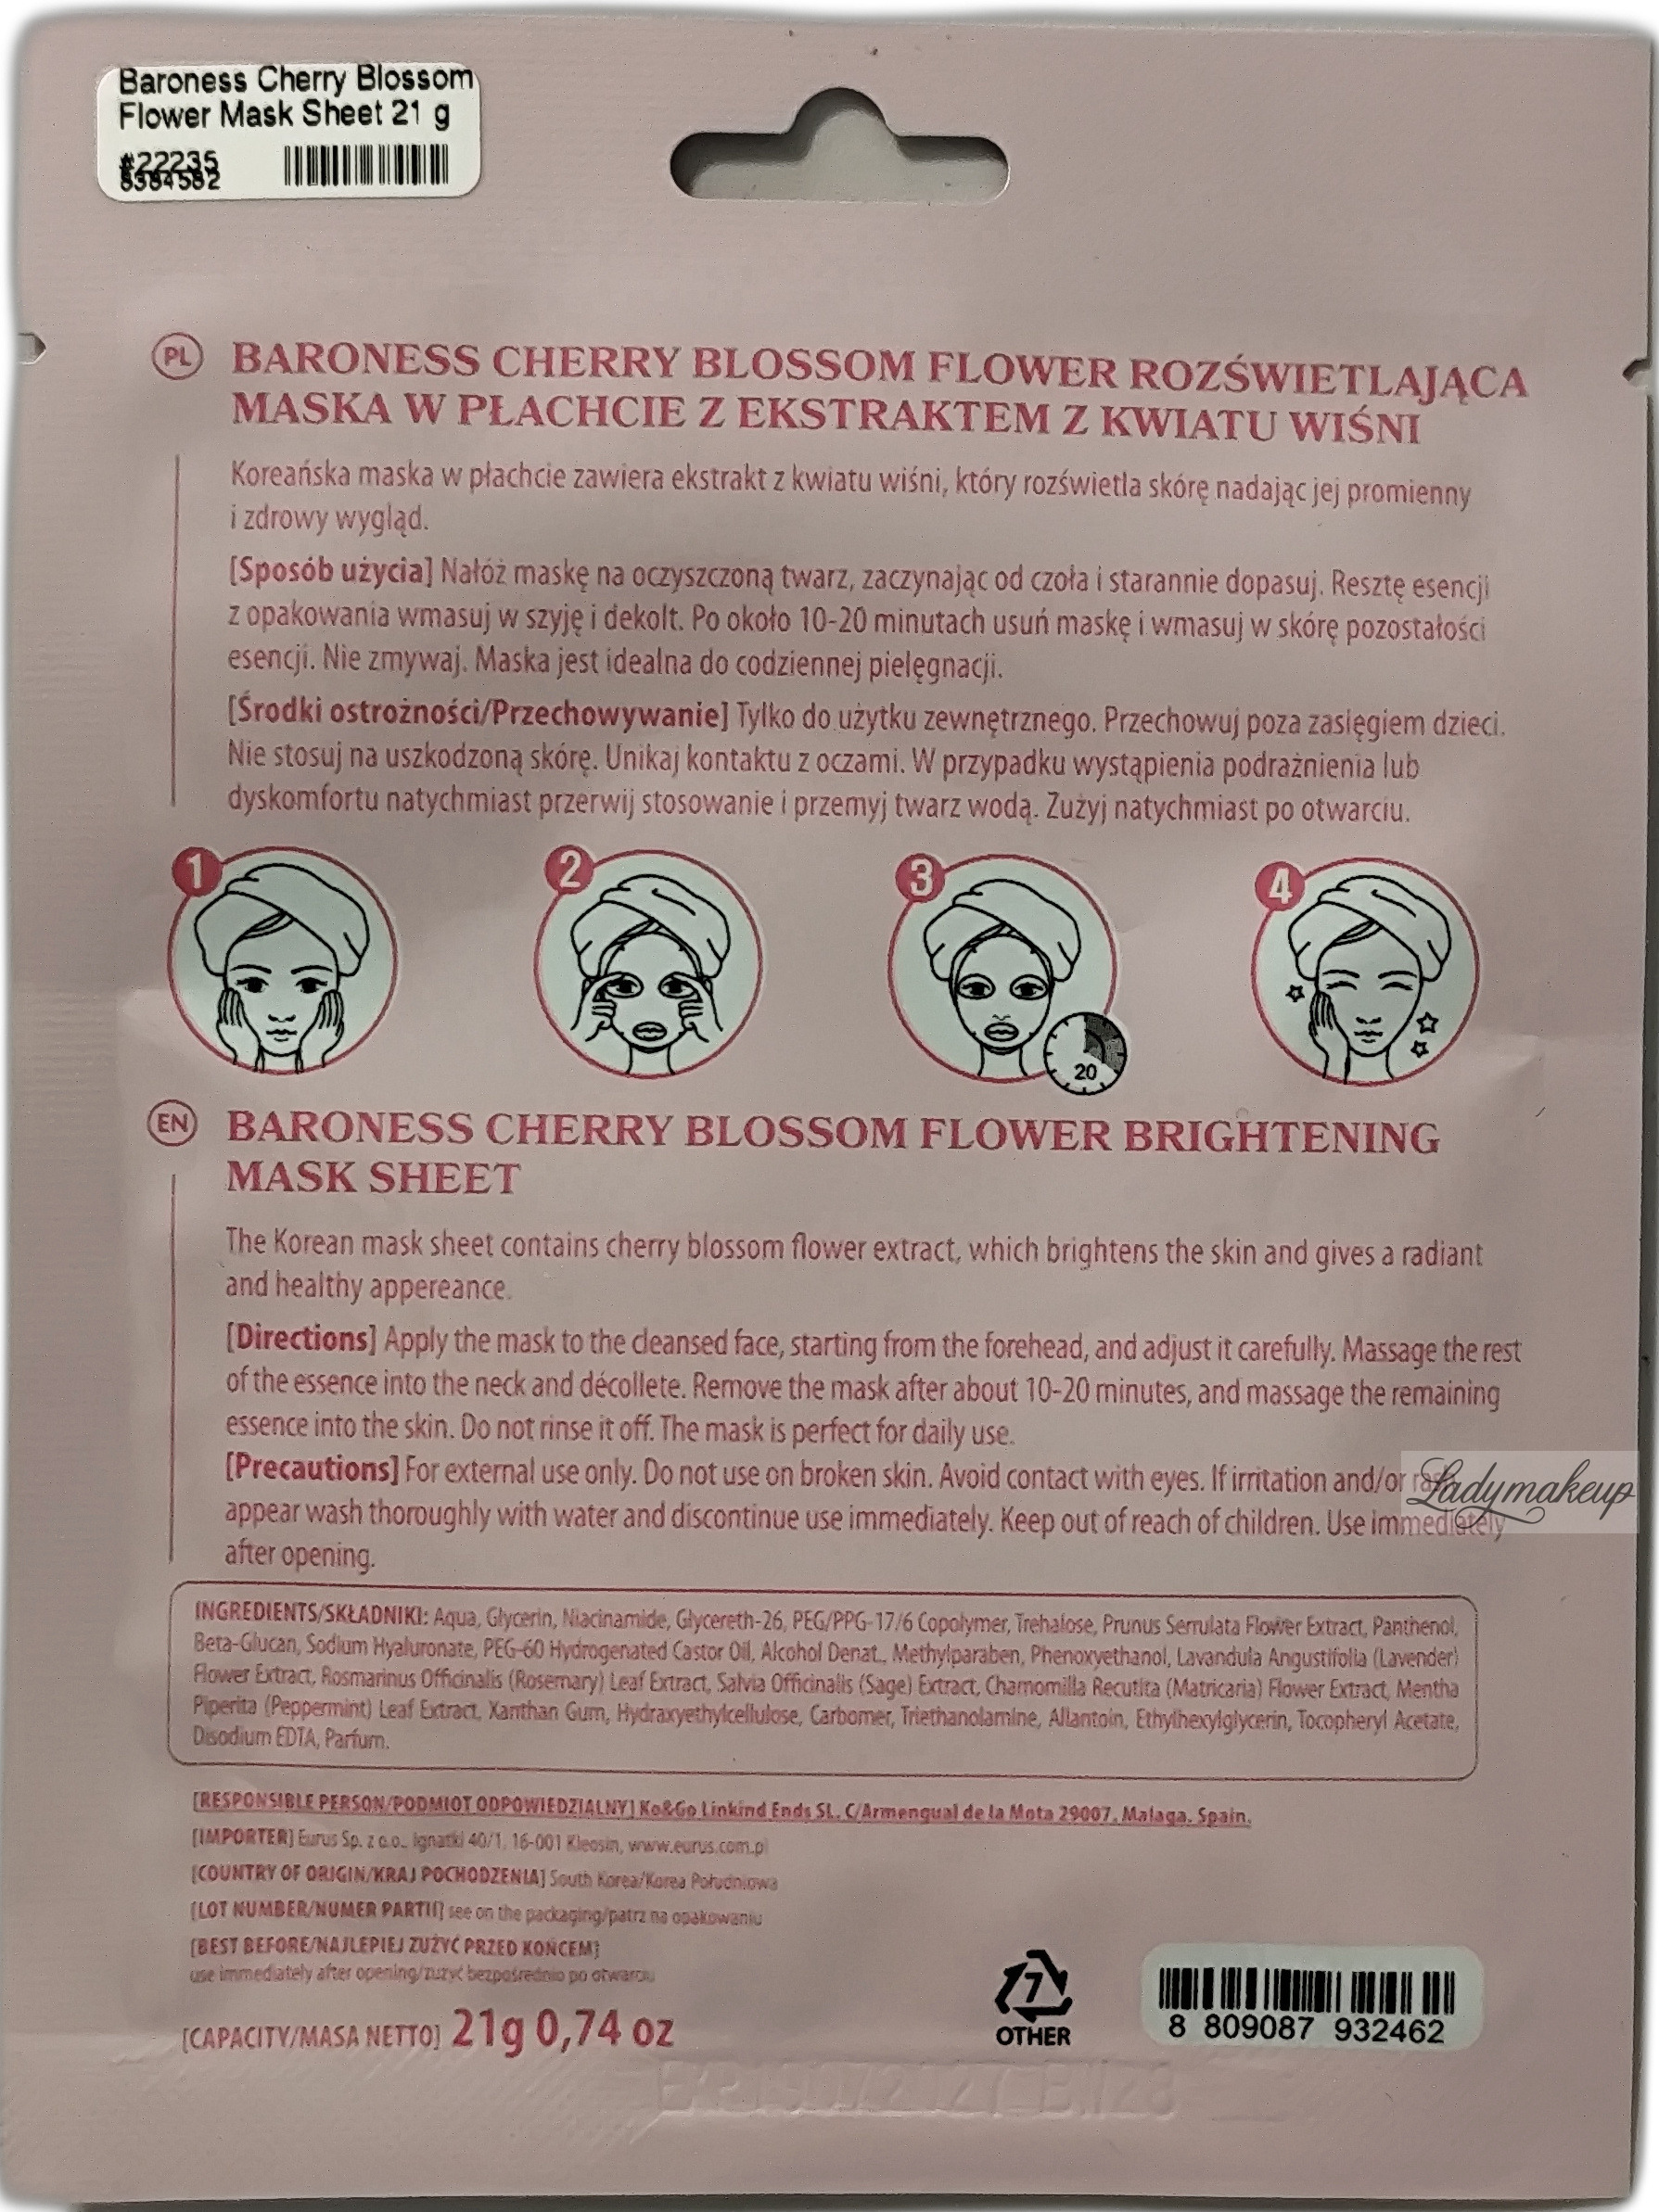 Baroness Cherry Blossom
Flower Mask Sheet 21 g
#22235
8384582
PL BARONESS CHERRY BLOSSOM FLOWER ROZŚWIETLAJĄCA
MASKA W PŁACHCIE Z EKSTRAKTEM Z KWIATU WIŚNI
Koreańska maska w płachcie zawiera ekstrakt z kwiatu wiśni, który rozświetla skórę nadając jej promienny
i zdrowy wygląd.
[Sposób użycia] Nałóż maskę na oczyszczoną twarz, zaczynając od czoła i starannie dopasuj. Resztę esencji
z opakowania wmasuj w szyję i dekolt. Po około 10-20 minutach usuń maskę i wmasuj w skórę pozostałości
esencji. Nie zmywaj. Maska jest idealna do codziennej pielęgnacji.
[Środki ostrożności/Przechowywanie] Tylko do użytku zewnętrznego. Przechowuj poza zasięgiem dzieci.
Nie stosuj na uszkodzoną skórę. Unikaj kontaktu z oczami. W przypadku wystąpienia podrażnienia lub
dyskomfortu natychmiast przerwij stosowanie i przemyj twarz wodą. Zużyj natychmiast po otwarciu.
1 2 3 4
20
EN BARONESS CHERRY BLOSSOM FLOWER BRIGHTENING
MASK SHEET
The Korean mask sheet contains cherry blossom flower extract, which brightens the skin and gives a radiant
and healthy appereance.
[Directions] Apply the mask to the cleansed face, starting from the forehead, and adjust it carefully. Massage the rest
of the essence into the neck and décollete. Remove the mask after about 10-20 minutes, and massage the remaining
essence into the skin. Do not rinse it off. The mask is perfect for daily use.
[Precautions] For external use only. Do not use on broken skin. Avoid contact with eyes. If irritation and/or
Ladymakeup
appear wash thoroughly with water and discontinue use immediately. Keep out of reach of children. Use immediately
after opening.
INGREDIENTS/SKŁADNIKI: Aqua, Glycerin, Niacinamide, Glycereth-26, PEG/PPG-17/6 Copolymer, Trehalose, Prunus Serrulata Flower Extract, Panthenol,
Beta-Glucan, Sodium Hyaluronate, PEG-60 Hydrogenated Castor Oil, Alcohol Denat., Methylparaben, Phenoxyethanol, Lavandula Angustifolia (Lavender)
Flower Extract, Rosmarinus Officinalis (Rosemary) Leaf Extract, Salvia Officinalis (Sage) Extract, Chamomilla Recutita (Matricaria) Flower Extract, Mentha
Piperita (Peppermint) Leaf Extract, Xanthan Gum, Hydraxyethylcellulose, Carbomer, Triethanolamine, Allantoin, Ethylhexylglycerin, Tocopheryl Acetate,
Disodium EDTA, Parfum.
[RESPONSIBLE PERSON/PODMIOT ODPOWIEDZIALNY] Ko&Go Linkind Ends SL. C/Armengual de la Mota 29007, Malaga. Spain.
[IMPORTER] Eurus Sp. z o.o., Ignatki 40/1, 16-001 Kleosin, www.eurus.com.pl
[COUNTRY OF ORIGIN/KRAJ POCHODZENIA] South Korea/Korea Południowa
[LOT NUMBER/NUMER PARTII] see on the packaging/patrz na opakowaniu
[BEST BEFORE/NAJLEPIEJ ZUŻYĆ PRZED KOŃCEM]
use immediately after opening/zużyć bezpośrednio po otwarciu
[CAPACITY/MASA NETTO] 21g 0,74 oz
7
OTHER
8 809087 932462